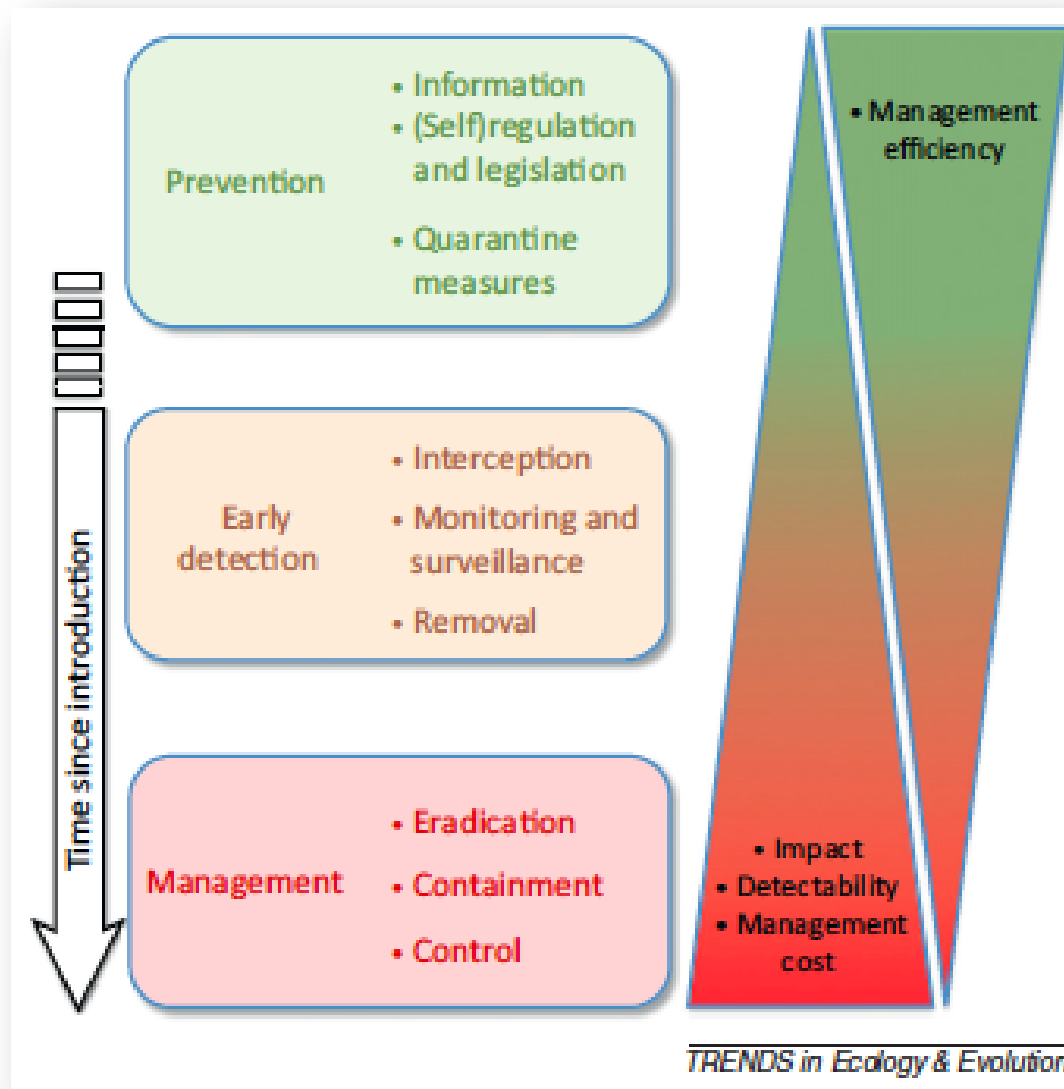 Prevention
• Information
• (Self)regulation
and legislation
• Quarantine
measures
Early
detection
• Interception
• Monitoring and
surveillance
• Removal
Management
• Eradication
• Containment
• Control
Time since introduction
• Management
efficiency
• Impact
• Detectability
• Management
cost
TRENDS in Ecology & Evolution